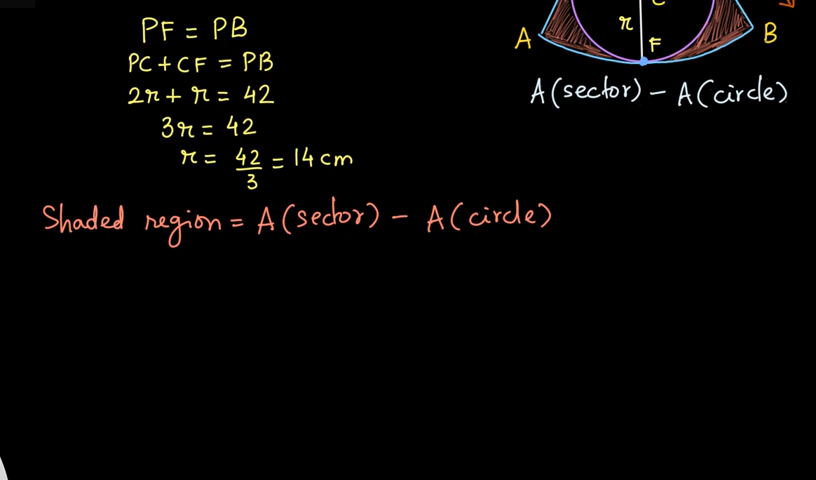 PF = PB
PC + CF = PB
2r + r = 42
3r = 42
r = 42/3 = 14 cm
A
r
F
B
A(sector) - A(circle)
Shaded region = A(sector) - A(circle)